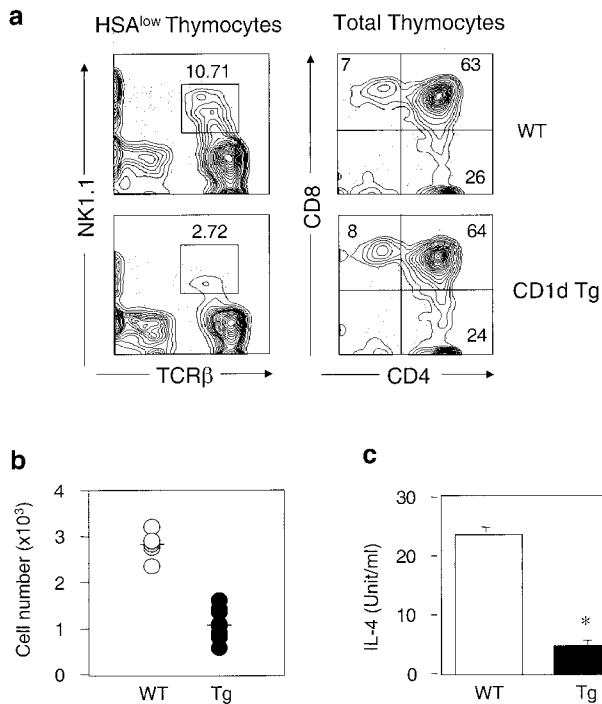 a
HSAlow Thymocytes
Total Thymocytes
10.71
7
63
26
WT
NK1.1
CD8
2.72
8
64
24
CD1d Tg
TCRβ
CD4
b
Cell number (x10³)
4
3
2
1
0
WT
Tg
c
IL-4 (Unit/ml)
30
20
10
0
*
WT
Tg